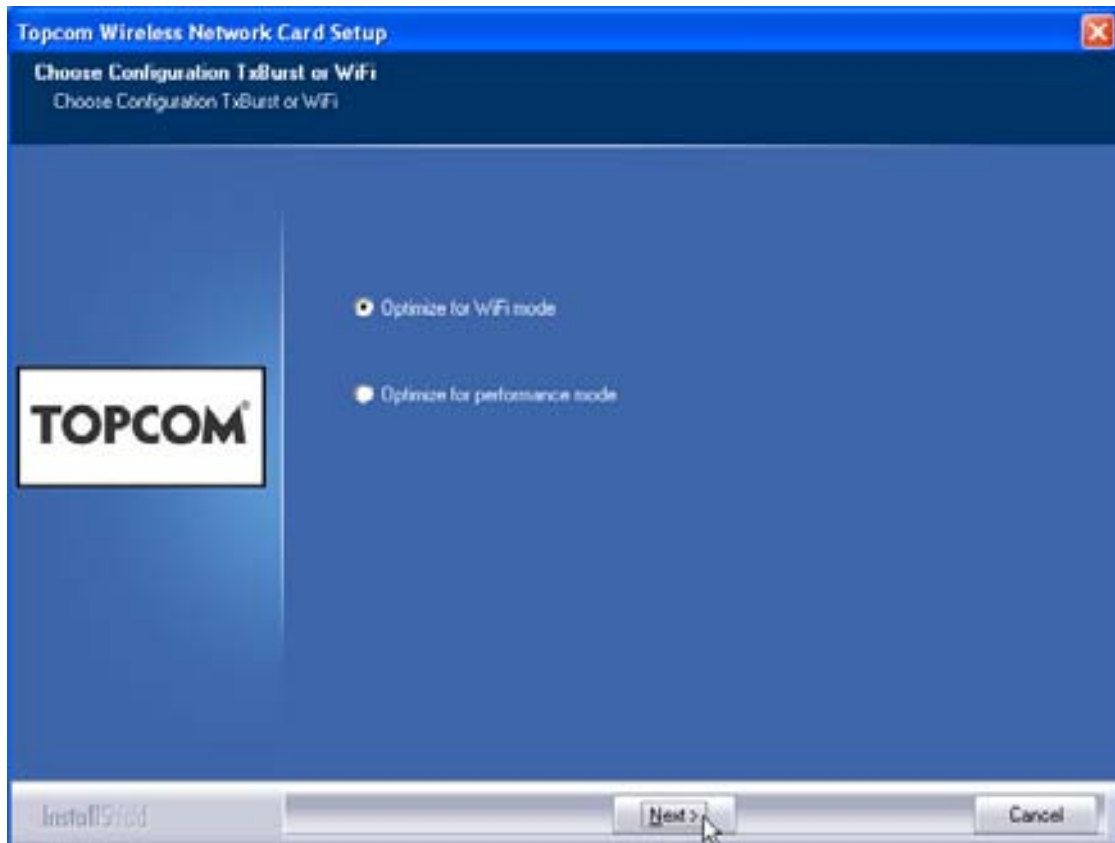 Topcom Wireless Network Card Setup
Choose Configuration TxBurst or WiFi
Choose Configuration TxBurst or WiFi
Optimize for WiFi mode
Optimize for performance mode
TOPCOM®
InstallShield
Next >
Cancel